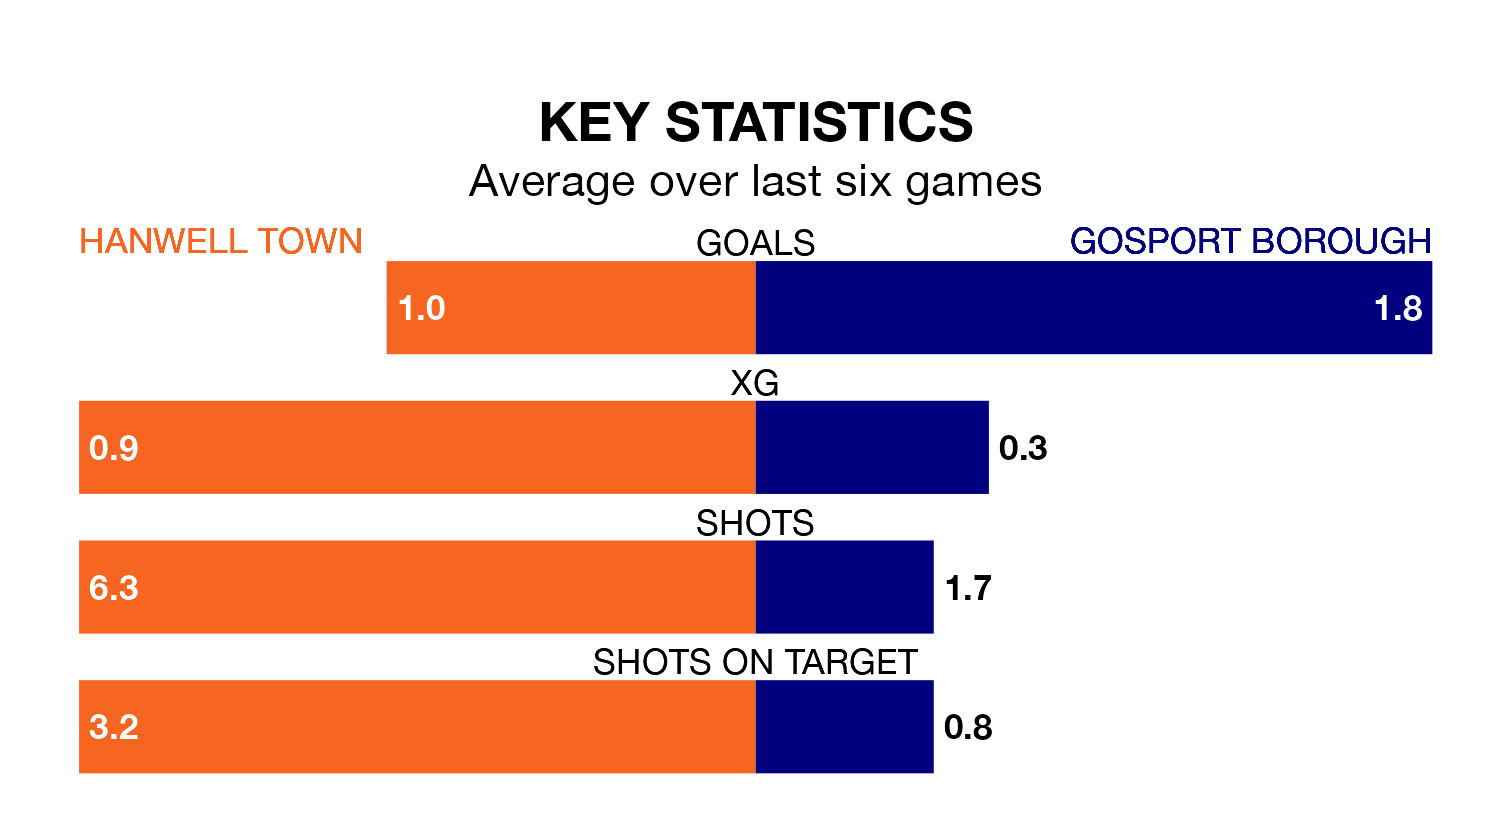 KEY STATISTICS
Average over last six games
HANWELL TOWN GOALS GOSPORT BOROUGH
1.0 1.8
XG
0.9 0.3
SHOTS
6.3 1.7
SHOTS ON TARGET
3.2 0.8